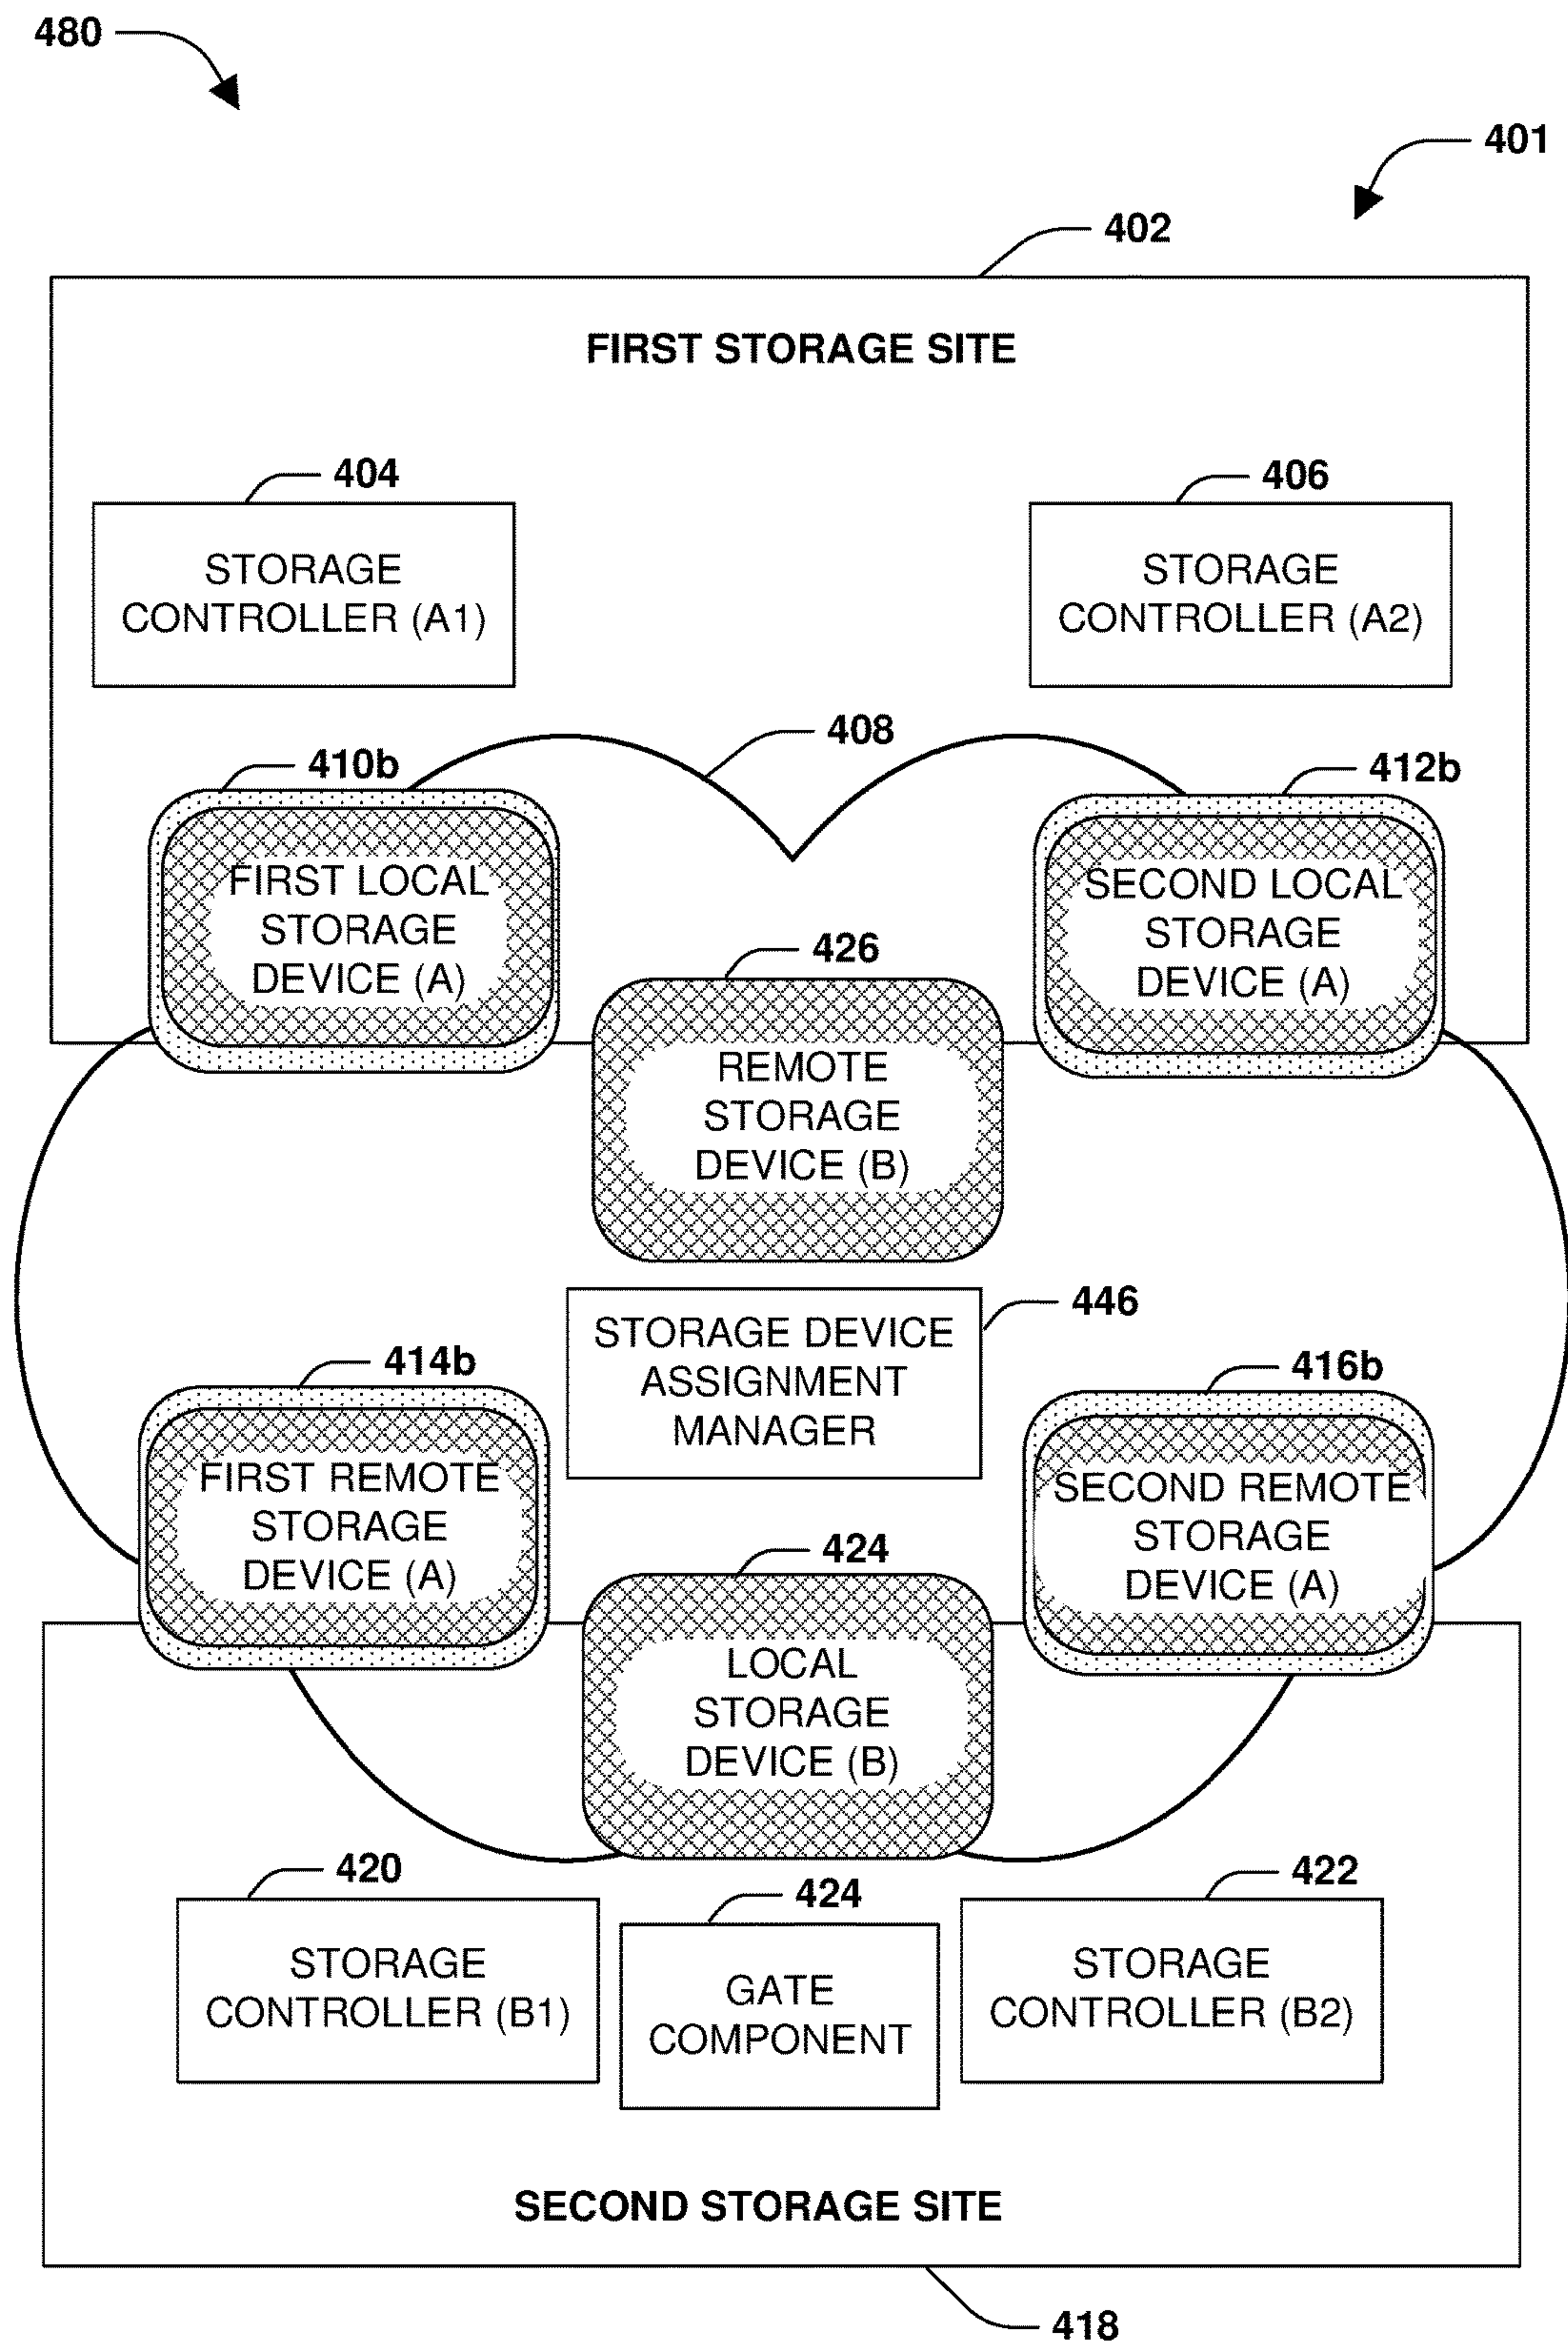 480
401
402
FIRST STORAGE SITE
404
406
STORAGE
CONTROLLER (A1)
STORAGE
CONTROLLER (A2)
408
410b
412b
FIRST LOCAL
STORAGE
DEVICE (A)
SECOND LOCAL
STORAGE
DEVICE (A)
426
REMOTE
STORAGE
DEVICE (B)
446
STORAGE DEVICE
ASSIGNMENT
MANAGER
414b
416b
FIRST REMOTE
STORAGE
DEVICE (A)
SECOND REMOTE
STORAGE
DEVICE (A)
424
LOCAL
STORAGE
DEVICE (B)
420
424
422
STORAGE
CONTROLLER (B1)
GATE
COMPONENT
STORAGE
CONTROLLER (B2)
SECOND STORAGE SITE
418